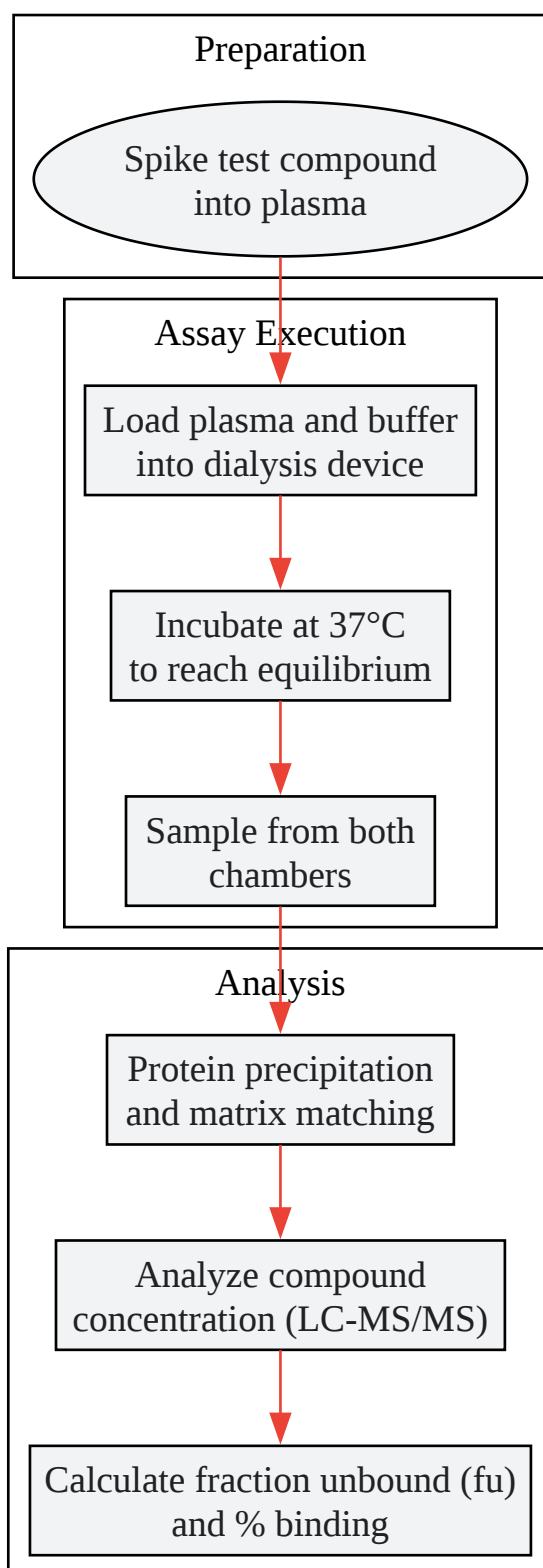 Preparation
Spike test compound
into plasma
Assay Execution
Load plasma and buffer
into dialysis device
Incubate at 37°C
to reach equilibrium
Sample from both
chambers
Analysis
Protein precipitation
and matrix matching
Analyze compound
concentration (LC-MS/MS)
Calculate fraction unbound (fu)
and % binding